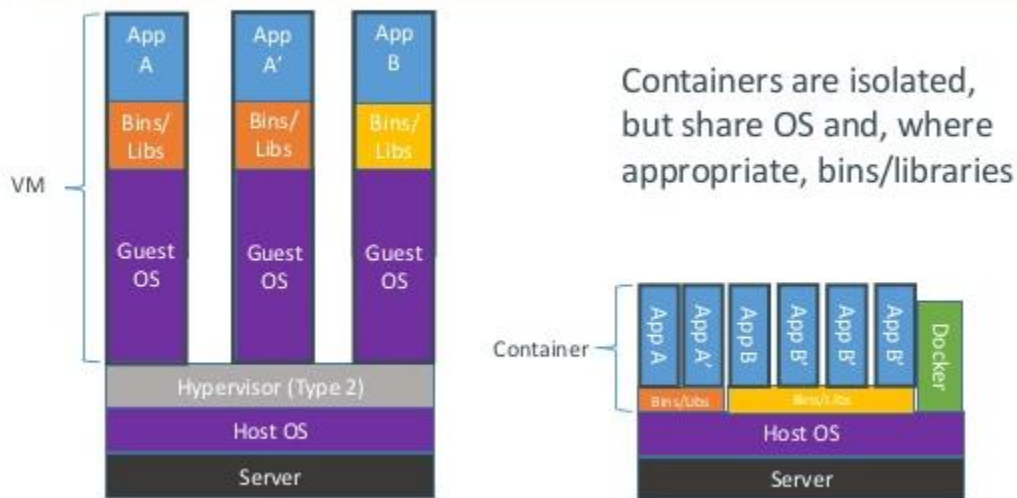 App
A
Bins/
Libs
Guest
OS
App
A'
Bins/
Libs
Guest
OS
App
B
Bins/
Libs
Guest
OS
VM
Hypervisor (Type 2)
Host OS
Server
Containers are isolated,
but share OS and, where
appropriate, bins/libraries
Container
App A
App A'
App B
App B'
App B'
App B'
Docker
Bins/Libs
Bins/Libs
Host OS
Server